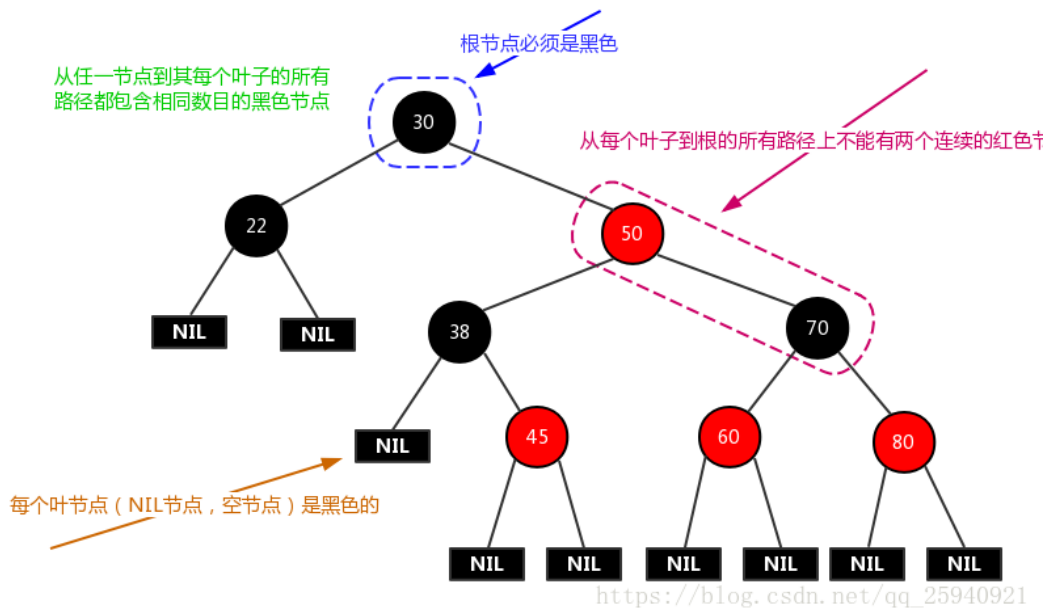 根节点必须是黑色
从任一节点到其每个叶子的所有
路径都包含相同数目的黑色节点
30
从每个叶子到根的所有路径上不能有两个连续的红色节
22
50
NIL
NIL
38
70
NIL
45
60
80
每个叶节点（NIL节点，空节点）是黑色的
NIL
NIL
NIL
NIL
NIL
NIL
https://blog.csdn.net/qq_25940921